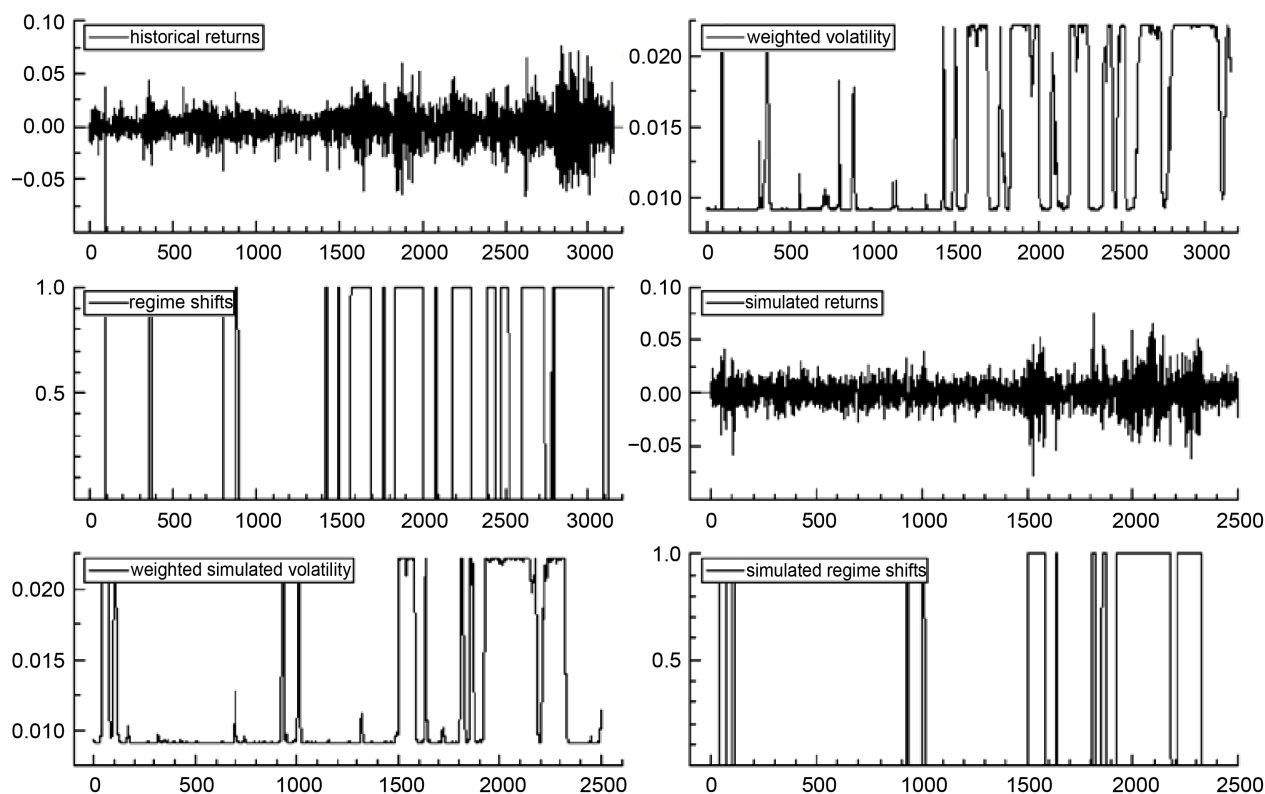 0.10
historical returns
0.05
0.00
−0.05
0 500 1000 1500 2000 2500 3000
weighted volatility
0.020
0.015
0.010
0 500 1000 1500 2000 2500 3000
1.0
regime shifts
0.5
0 500 1000 1500 2000 2500 3000
0.10
simulated returns
0.05
0.00
−0.05
0 500 1000 1500 2000 2500
weighted simulated volatility
0.020
0.015
0.010
0 500 1000 1500 2000 2500
1.0
simulated regime shifts
0.5
0 500 1000 1500 2000 2500